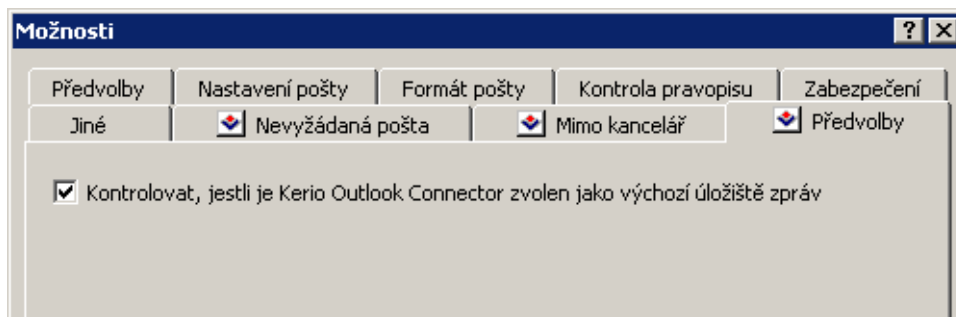 Možnosti
Předvolby Nastavení pošty Formát pošty Kontrola pravopisu Zabezpečení
Jiné Nevyžádaná pošta Mimo kancelář Předvolby
Kontrolovat, jestli je Kerio Outlook Connector zvolen jako výchozí úložiště zpráv